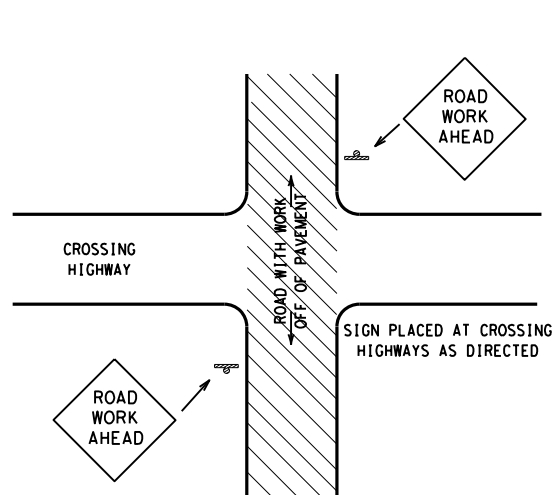 ROAD
WORK
AHEAD
CROSSING
HIGHWAY
ROAD WITH WORK
OFF OF PAVEMENT
SIGN PLACED AT CROSSING
HIGHWAYS AS DIRECTED
ROAD
WORK
AHEAD